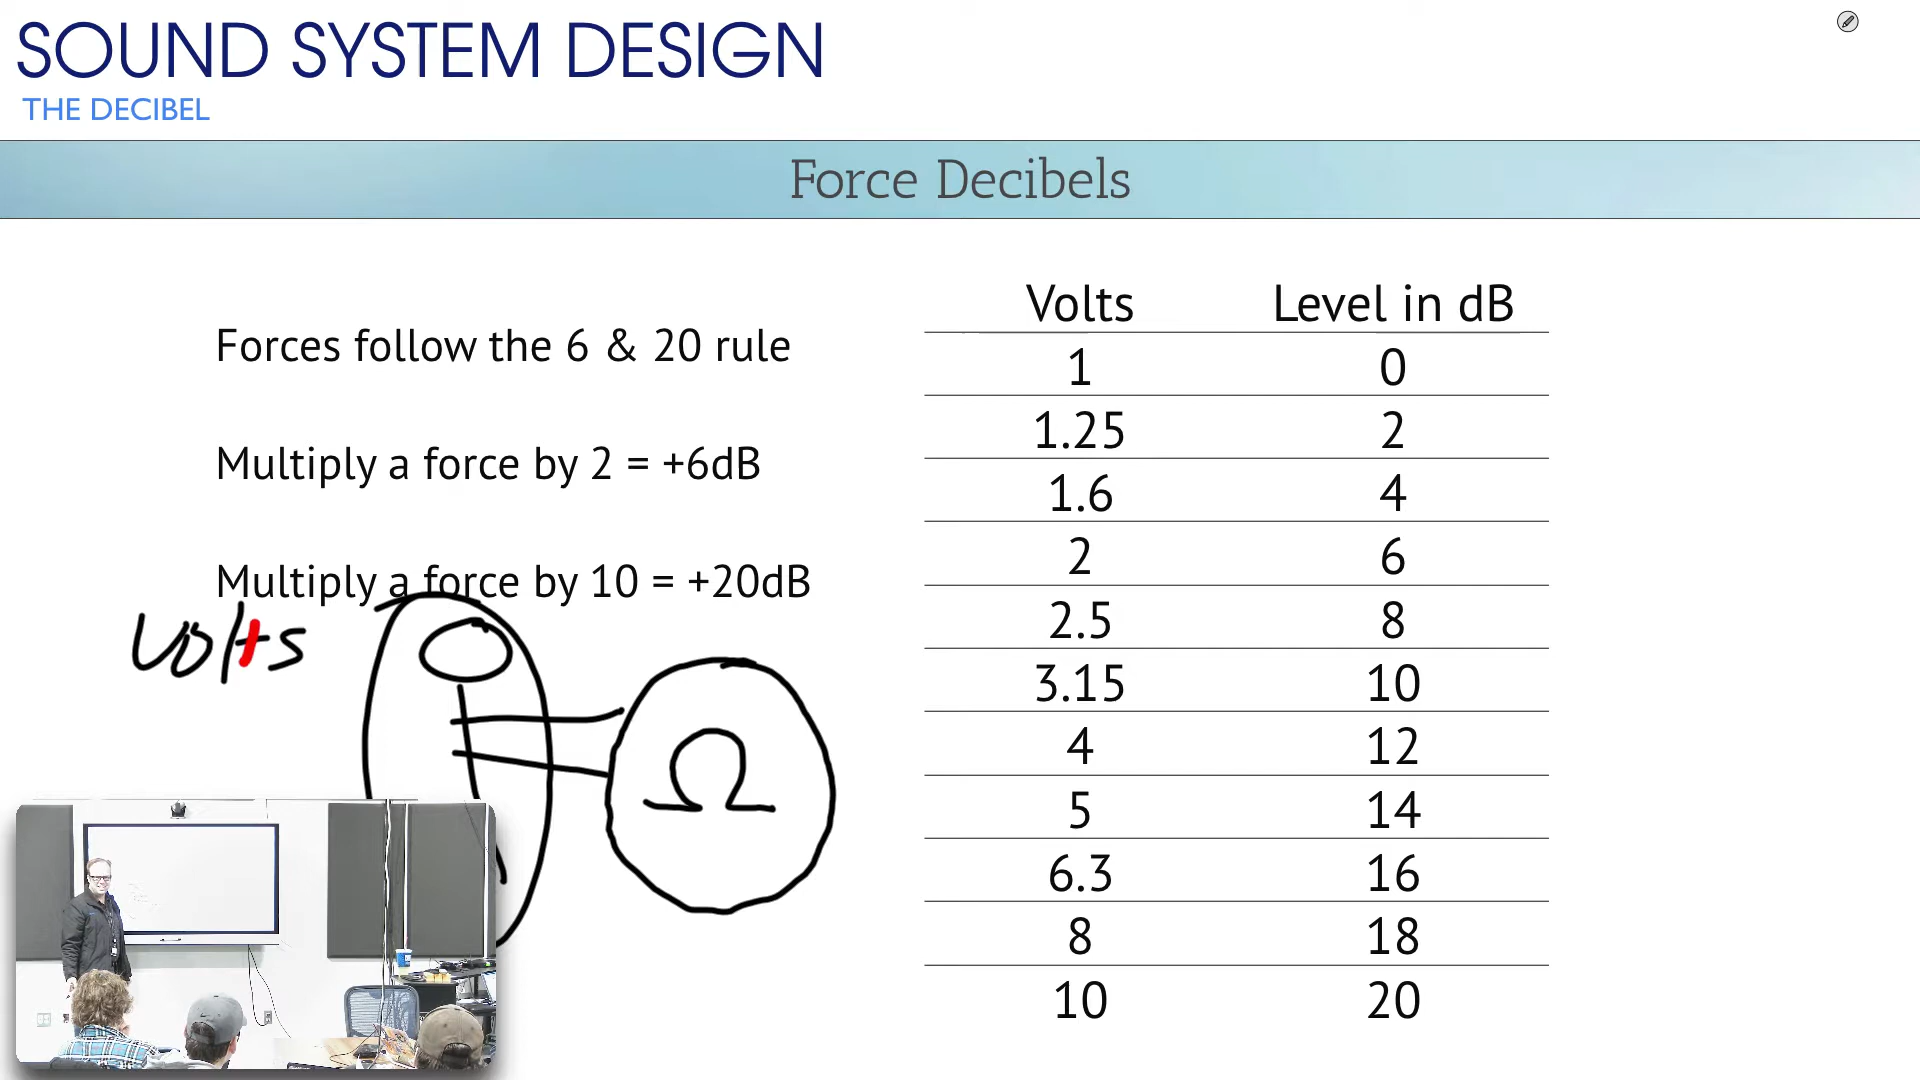 SOUND SYSTEM DESIGN
THE DECIBEL
Force Decibels
Forces follow the 6 & 20 rule
Multiply a force by 2 = +6dB
Multiply a force by 10 = +20dB
Volts
Ω
Volts Level in dB
1 0
1.25 2
1.6 4
2 6
2.5 8
3.15 10
4 12
5 14
6.3 16
8 18
10 20